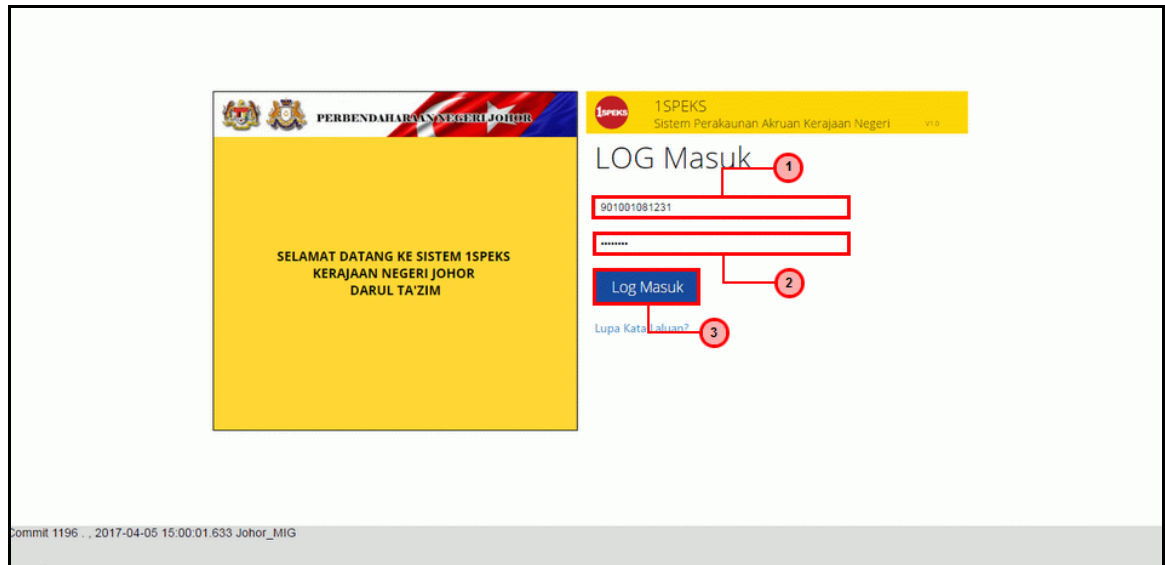 PERBENDAHARAAN NEGERI JOHOR
SELAMAT DATANG KE SISTEM 1SPEKS
KERAJAAN NEGERI JOHOR
DARUL TA'ZIM
1SPEKS
1SPEKS
Sistem Perakaunan Akruan Kerajaan Negeri v1.0
LOG Masuk
1
901001081231
········
2
Log Masuk
Lupa Kata Laluan?
3
Commit 1196 . , 2017-04-05 15:00:01.633 Johor_MIG